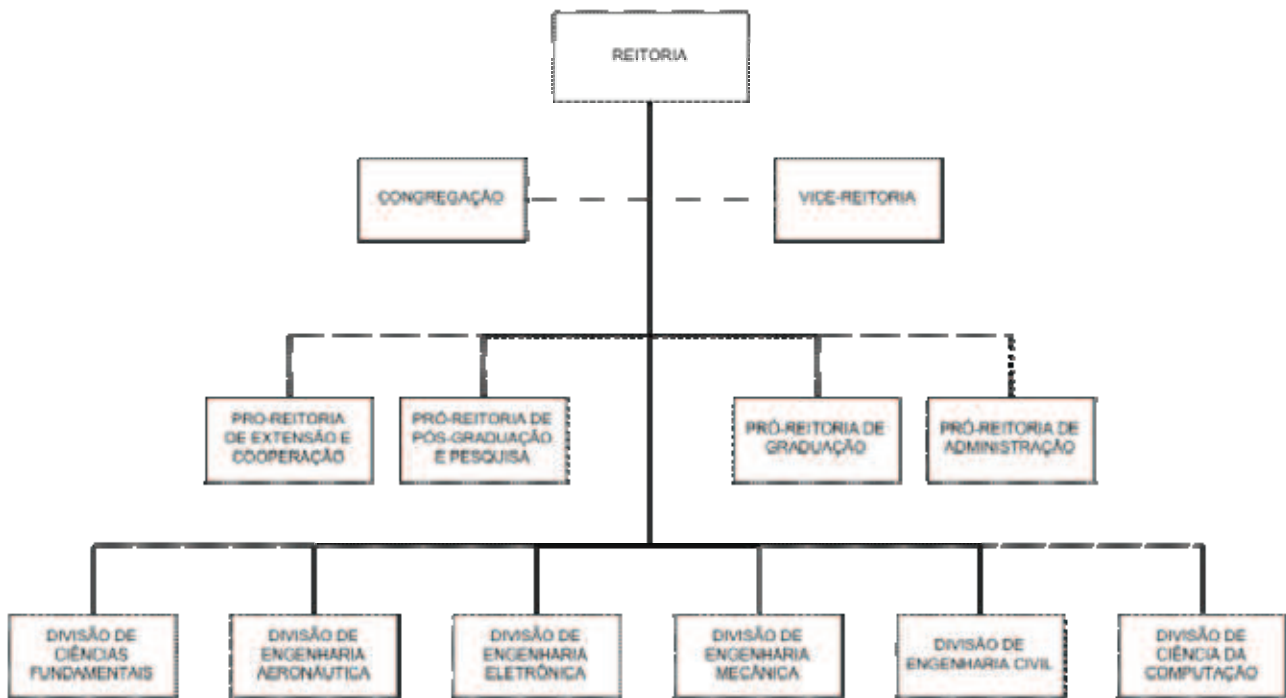 REITORIA
CONGREGAÇÃO
VICE-REITORIA
PRO-REITORIA
DE EXTENSÃO E
COOPERAÇÃO
PRÓ-REITORIA DE
PÓS-GRADUAÇÃO
E PESQUISA
PRÓ-REITORIA DE
GRADUAÇÃO
PRÓ-REITORIA DE
ADMINISTRAÇÃO
DIVISÃO DE
CIÊNCIAS
FUNDAMENTAIS
DIVISÃO DE
ENGENHARIA
AERONÁUTICA
DIVISÃO DE
ENGENHARIA
ELETRÔNICA
DIVISÃO DE
ENGENHARIA
MECÂNICA
DIVISÃO DE
ENGENHARIA CIVIL
DIVISÃO DE
CIÊNCIA DA
COMPUTAÇÃO